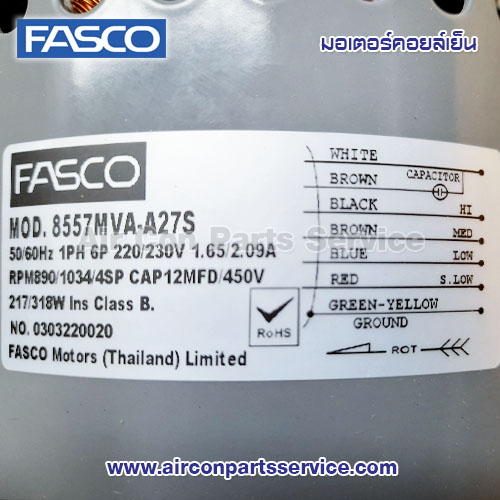 FASCO
มอเตอร์คอยล์เย็น
FASCO
MOD. 8557MVA-A27S
50/60Hz 1PH 6P 220/230V 1.65/2.09A
RPM890/1034/4SP CAP12MFD/450V
217/318W Ins Class B.
NO. 0303220020
FASCO Motors (Thailand) Limited
RoHS
WHITE
BROWN CAPACITOR
BLACK HI
BROWN MED
BLUE LOW
RED S.LOW
GREEN-YELLOW
GROUND
ROT
www.airconpartsservice.com